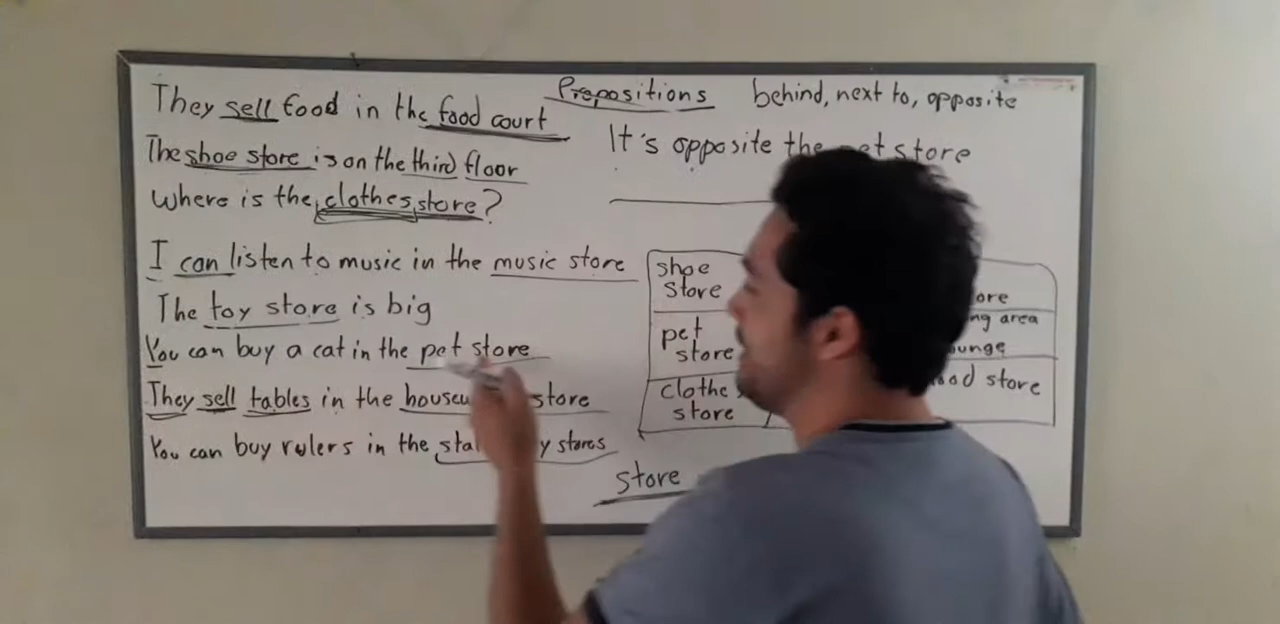 They sell food in the food court
The shoe store is on the third floor
Where is the clothes store?
I can listen to music in the music store
The toy store is big
You can buy a cat in the pet store
They sell tables in the store
You can buy rulers in the stores
Prepositions behind, next to, opposite
It's opposite the pet store
shoe
store
pet
store
clothes
store
area
store
store